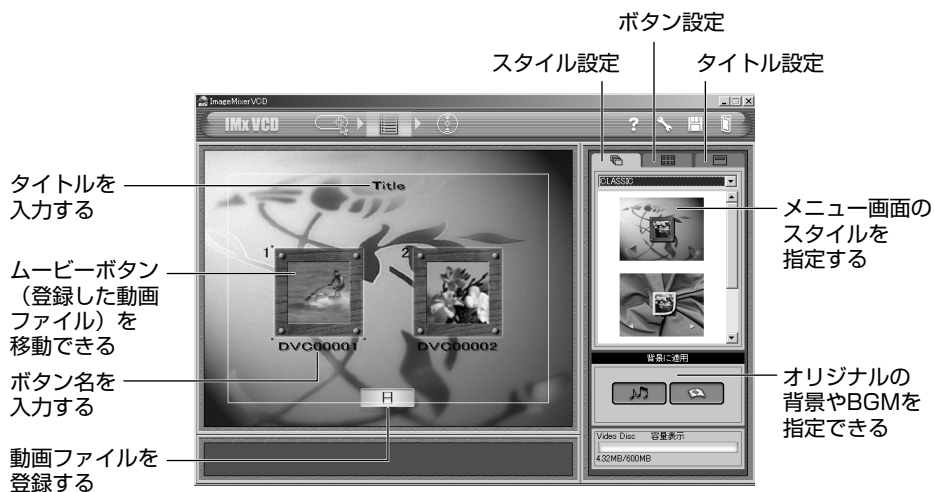 ボタン設定
スタイル設定
タイトル設定
ImageMixerVCD
IMxVCD
?
タイトルを
入力する
Title
CLASSIC
メニュー画面の
スタイルを
指定する
ムービーボタン
（登録した動画
ファイル）を
移動できる
1
2
DVC00001
DVC00002
背景に適用
ボタン名を
入力する
オリジナルの
背景やBGMを
指定できる
Video Disc 容量表示
4.32MB/600MB
動画ファイルを
登録する